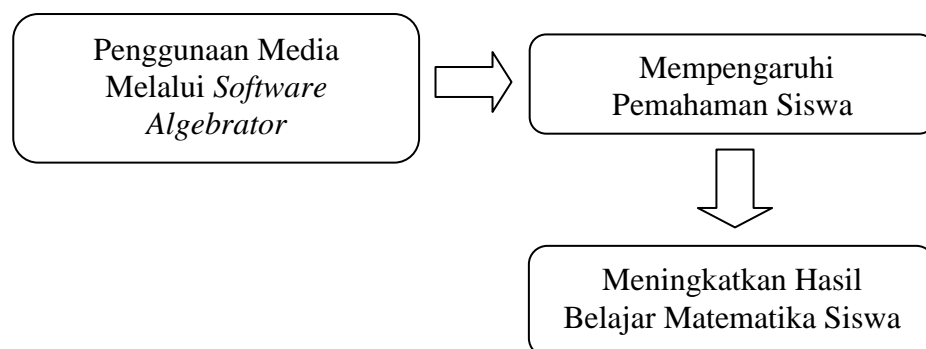 Penggunaan Media
Melalui Software
Algebrator
Mempengaruhi
Pemahaman Siswa
Meningkatkan Hasil
Belajar Matematika Siswa